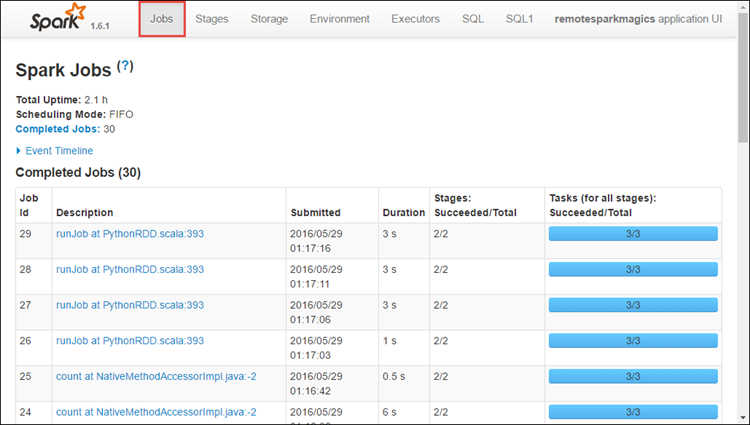 Spark 1.6.1 Jobs Stages Storage Environment Executors SQL SQL1 remotesparkmagics application UI
Spark Jobs (?)
Total Uptime: 2.1 h
Scheduling Mode: FIFO
Completed Jobs: 30
Event Timeline
Completed Jobs (30)
Job Id Description Submitted Duration Stages: Succeeded/Total Tasks (for all stages): Succeeded/Total
29 runJob at PythonRDD.scala:393 2016/05/29 01:17:16 3 s 2/2 3/3
28 runJob at PythonRDD.scala:393 2016/05/29 01:17:11 3 s 2/2 3/3
27 runJob at PythonRDD.scala:393 2016/05/29 01:17:06 3 s 2/2 3/3
26 runJob at PythonRDD.scala:393 2016/05/29 01:17:03 1 s 2/2 3/3
25 count at NativeMethodAccessorImpl.java:-2 2016/05/29 01:16:42 0.5 s 2/2 3/3
24 count at NativeMethodAccessorImpl.java:-2 2016/05/29 6 s 2/2 3/3